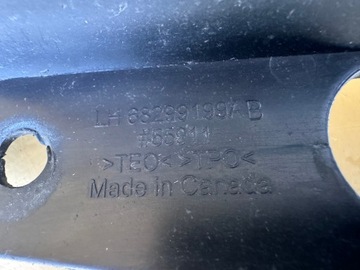 LH 68299199AB
>TEO< >TPO<
Made in Canada